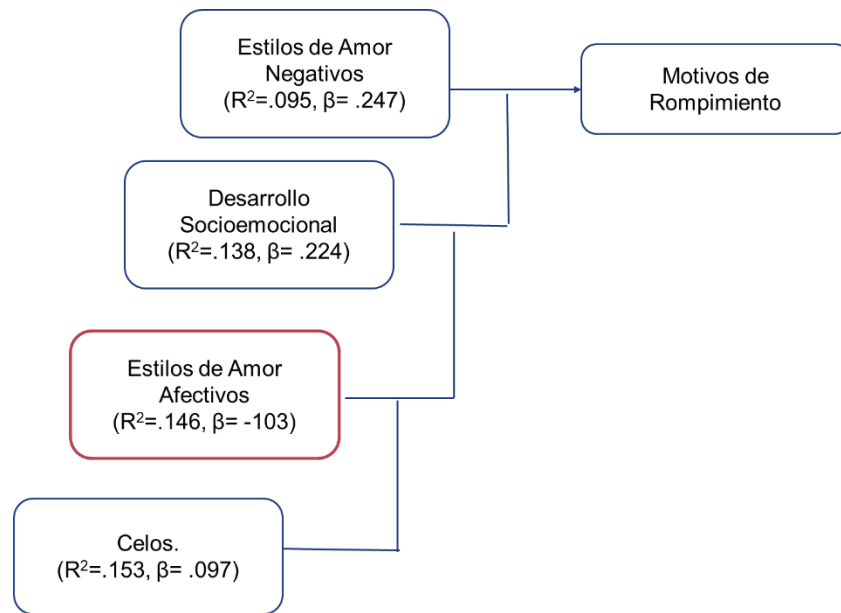 Estilos de Amor
Negativos
(R²=.095, β= .247)
Motivos de
Rompimiento
Desarrollo
Socioemocional
(R²=.138, β= .224)
Estilos de Amor
Afectivos
(R²=.146, β= -103)
Celos.
(R²=.153, β= .097)